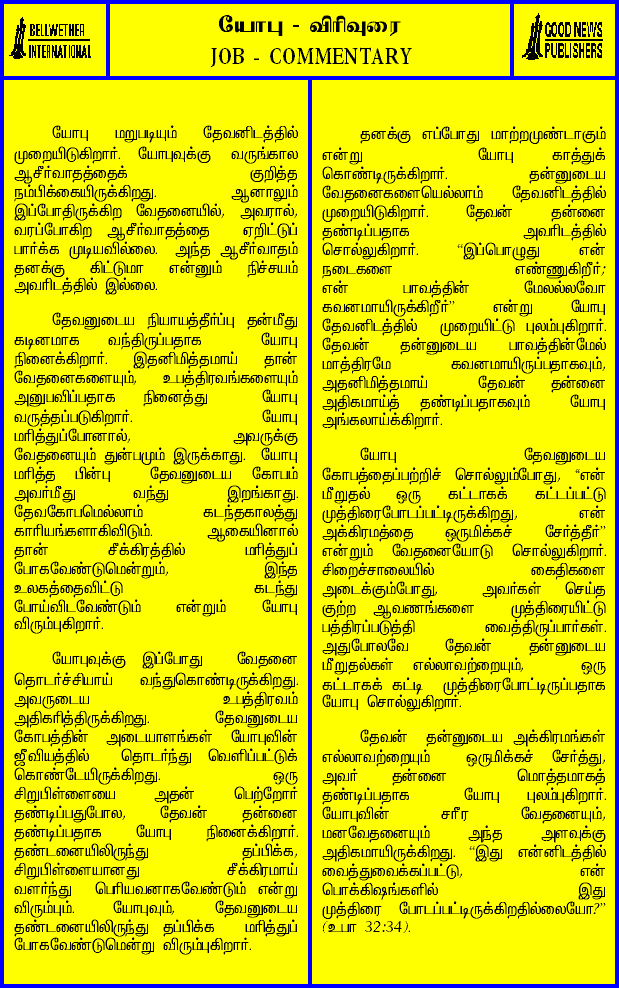 BELLWETHER
INTERNATIONAL
யோபு - விரிவுரை
JOB - COMMENTARY
GOOD NEWS
PUBLISHERS
யோபு மறுபடியும் தேவனிடத்தில்
முறையிடுகிறார். யோபுவுக்கு வருங்கால
ஆசீர்வாதத்தைக் குறித்த
நம்பிக்கையிருக்கிறது. ஆனாலும்
இப்போதிருக்கிற வேதனையில், அவரால்,
வரப்போகிற ஆசீர்வாதத்தை ஏறிட்டுப்
பார்க்க முடியவில்லை. அந்த ஆசீர்வாதம்
தனக்கு கிட்டுமா என்னும் நிச்சயம்
அவரிடத்தில் இல்லை.
தேவனுடைய நியாயத்தீர்ப்பு தன்மீது
கடினமாக வந்திருப்பதாக யோபு
நினைக்கிறார். இதனிமித்தமாய் தான்
வேதனைகளையும், உபத்திரவங்களையும்
அனுபவிப்பதாக நினைத்து யோபு
வருத்தப்படுகிறார். யோபு
மரித்துப்போனால், அவருக்கு
வேதனையும் துன்பமும் இருக்காது. யோபு
மரித்த பின்பு தேவனுடைய கோபம்
அவர்மீது வந்து இறங்காது.
தேவகோபமெல்லாம் கடந்தகாலத்து
காரியங்களாகிவிடும். ஆகையினால்
தான் சீக்கிரத்தில் மரித்துப்
போகவேண்டுமென்றும், இந்த
உலகத்தைவிட்டு கடந்து
போய்விடவேண்டும் என்றும் யோபு
விரும்புகிறார்.
யோபுவுக்கு இப்போது வேதனை
தொடர்ச்சியாய் வந்துகொண்டிருக்கிறது.
அவருடைய உபத்திரவம்
அதிகரித்திருக்கிறது. தேவனுடைய
கோபத்தின் அடையாளங்கள் யோபுவின்
ஜீவியத்தில் தொடர்ந்து வெளிப்பட்டுக்
கொண்டேயிருக்கிறது. ஒரு
சிறுபிள்ளையை அதன் பெற்றோர்
தண்டிப்பதுபோல, தேவன் தன்னை
தண்டிப்பதாக யோபு நினைக்கிறார்.
தண்டனையிலிருந்து தப்பிக்க,
சிறுபிள்ளையானது சீக்கிரமாய்
வளர்ந்து பெரியவனாகவேண்டும் என்று
விரும்பும். யோபுவும், தேவனுடைய
தண்டனையிலிருந்து தப்பிக்க மரித்துப்
போகவேண்டுமென்று விரும்புகிறார்.
தனக்கு எப்போது மாற்றமுண்டாகும்
என்று யோபு காத்துக்
கொண்டிருக்கிறார். தன்னுடைய
வேதனைகளையெல்லாம் தேவனிடத்தில்
முறையிடுகிறார். தேவன் தன்னை
தண்டிப்பதாக அவரிடத்தில்
சொல்லுகிறார். “இப்பொழுது என்
நடைகளை எண்ணுகிறீர்;
என் பாவத்தின் மேலல்லவோ
கவனமாயிருக்கிறீர்” என்று யோபு
தேவனிடத்தில் முறையிட்டு புலம்புகிறார்.
தேவன் தன்னுடைய பாவத்தின்மேல்
மாத்திரமே கவனமாயிருப்பதாகவும்,
அதனிமித்தமாய் தேவன் தன்னை
அதிகமாய்த் தண்டிப்பதாகவும் யோபு
அங்கலாய்க்கிறார்.
யோபு தேவனுடைய
கோபத்தைப்பற்றிச் சொல்லும்போது, “என்
மீறுதல் ஒரு கட்டாகக் கட்டப்பட்டு
முத்திரைபோடப்பட்டிருக்கிறது, என்
அக்கிரமத்தை ஒருமிக்கச் சேர்த்தீர்”
என்றும் வேதனையோடு சொல்லுகிறார்.
சிறைச்சாலையில் கைதிகளை
அடைக்கும்போது, அவர்கள் செய்த
குற்ற ஆவணங்களை முத்திரையிட்டு
பத்திரப்படுத்தி வைத்திருப்பார்கள்.
அதுபோலவே தேவன் தன்னுடைய
மீறுதல்கள் எல்லாவற்றையும், ஒரு
கட்டாகக் கட்டி முத்திரைபோட்டிருப்பதாக
யோபு சொல்லுகிறார்.
தேவன் தன்னுடைய அக்கிரமங்கள்
எல்லாவற்றையும் ஒருமிக்கச் சேர்த்து,
அவர் தன்னை மொத்தமாகத்
தண்டிப்பதாக யோபு புலம்புகிறார்.
யோபுவின் சரீர வேதனையும்,
மனவேதனையும் அந்த அளவுக்கு
அதிகமாயிருக்கிறது. “இது என்னிடத்தில்
வைத்துவைக்கப்பட்டு, என்
பொக்கிஷங்களில் இது
முத்திரை போடப்பட்டிருக்கிறதில்லையோ?”
(உபா 32:34).